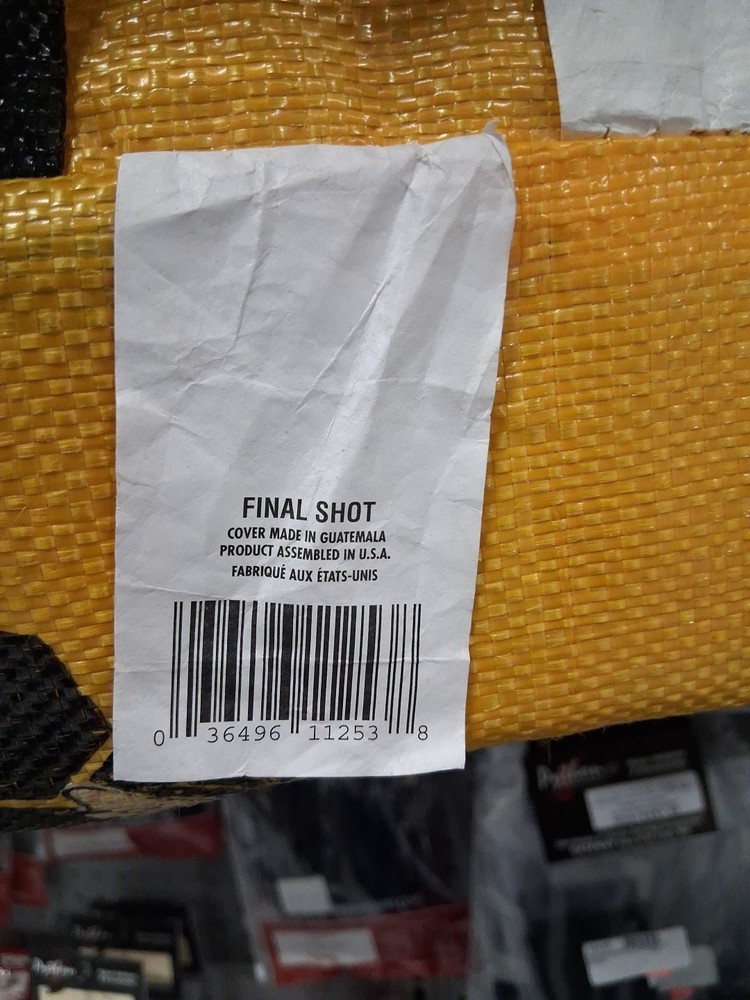 FINAL SHOT
COVER MADE IN GUATEMALA
PRODUCT ASSEMBLED IN U.S.A.
FABRIQUÉ AUX ÉTATS-UNIS
0 36496 11253 8